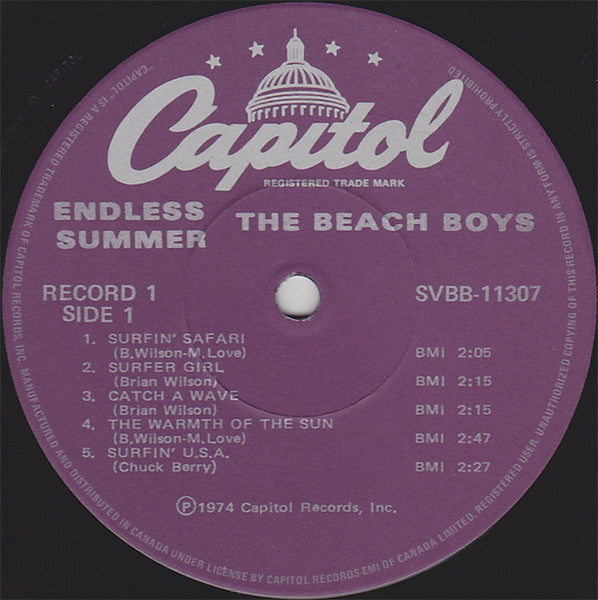 Capitol
REGISTERED TRADE MARK
ENDLESS SUMMER
THE BEACH BOYS
RECORD 1
SIDE 1
SVBB-11307
1. SURFIN' SAFARI
(B.Wilson-M.Love) BMI 2:05
2. SURFER GIRL
(Brian Wilson) BMI 2:15
3. CATCH A WAVE
(Brian Wilson) BMI 2:15
4. THE WARMTH OF THE SUN
(B.Wilson-M.Love) BMI 2:47
5. SURFIN' U.S.A.
(Chuck Berry) BMI 2:27
Ⓟ1974 Capitol Records, Inc.
"CAPITOL" IS A REGISTERED TRADEMARK OF CAPITOL RECORDS, INC. MANUFACTURED AND DISTRIBUTED IN CANADA UNDER LICENSE BY CAPITOL RECORDS-EMI OF CANADA LIMITED, REGISTERED USER. UNAUTHORIZED COPYING OF THIS RECORD IN ANY FORM IS STRICTLY PROHIBITED